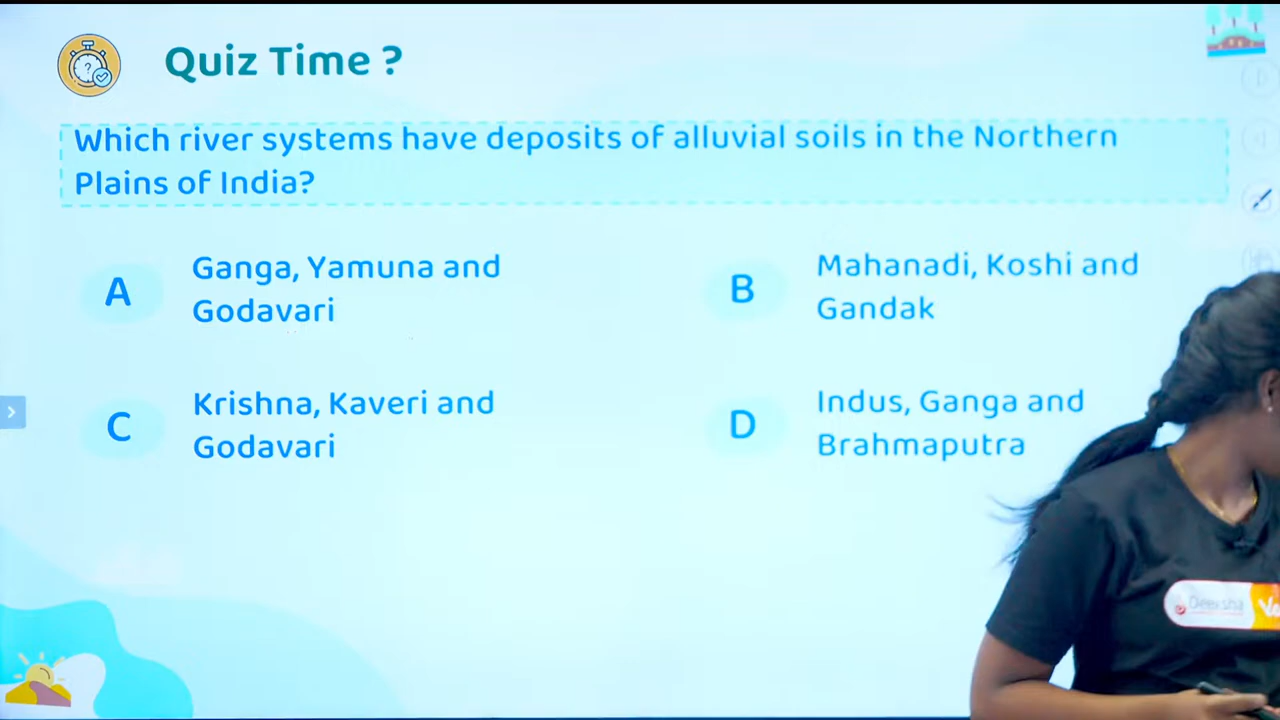 Quiz Time ?
Which river systems have deposits of alluvial soils in the Northern
Plains of India?
A
Ganga, Yamuna and
Godavari
B
Mahanadi, Koshi and
Gandak
C
Krishna, Kaveri and
Godavari
D
Indus, Ganga and
Brahmaputra
Deeksha